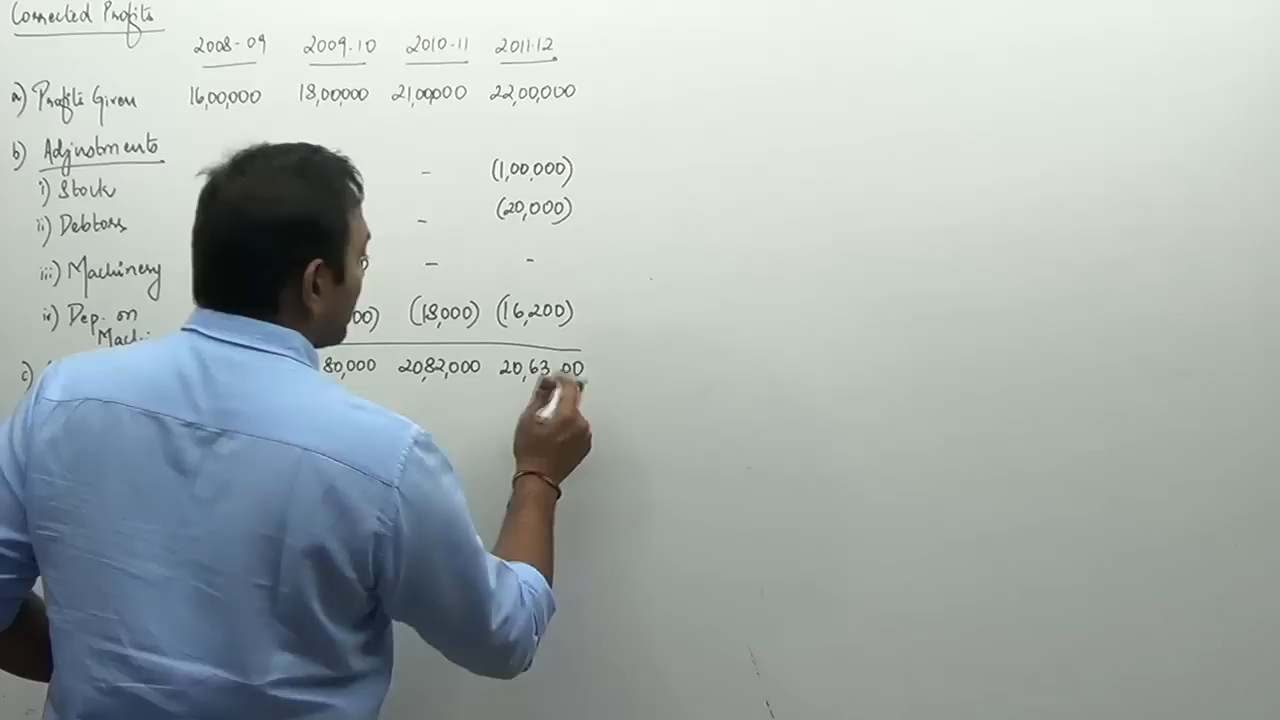 Corrected Profits
2008-09 2009-10 2010-11 2011-12
a) Profits Given 16,00,000 18,00,000 21,00,000 22,00,000
b) Adjustments
i) Stock - (1,00,000)
ii) Debtors - (20,000)
iii) Machinery - -
iv) Dep. on 00) (18,000) (16,200)
Machi
c) 80,000 20,82,000 20,63 00